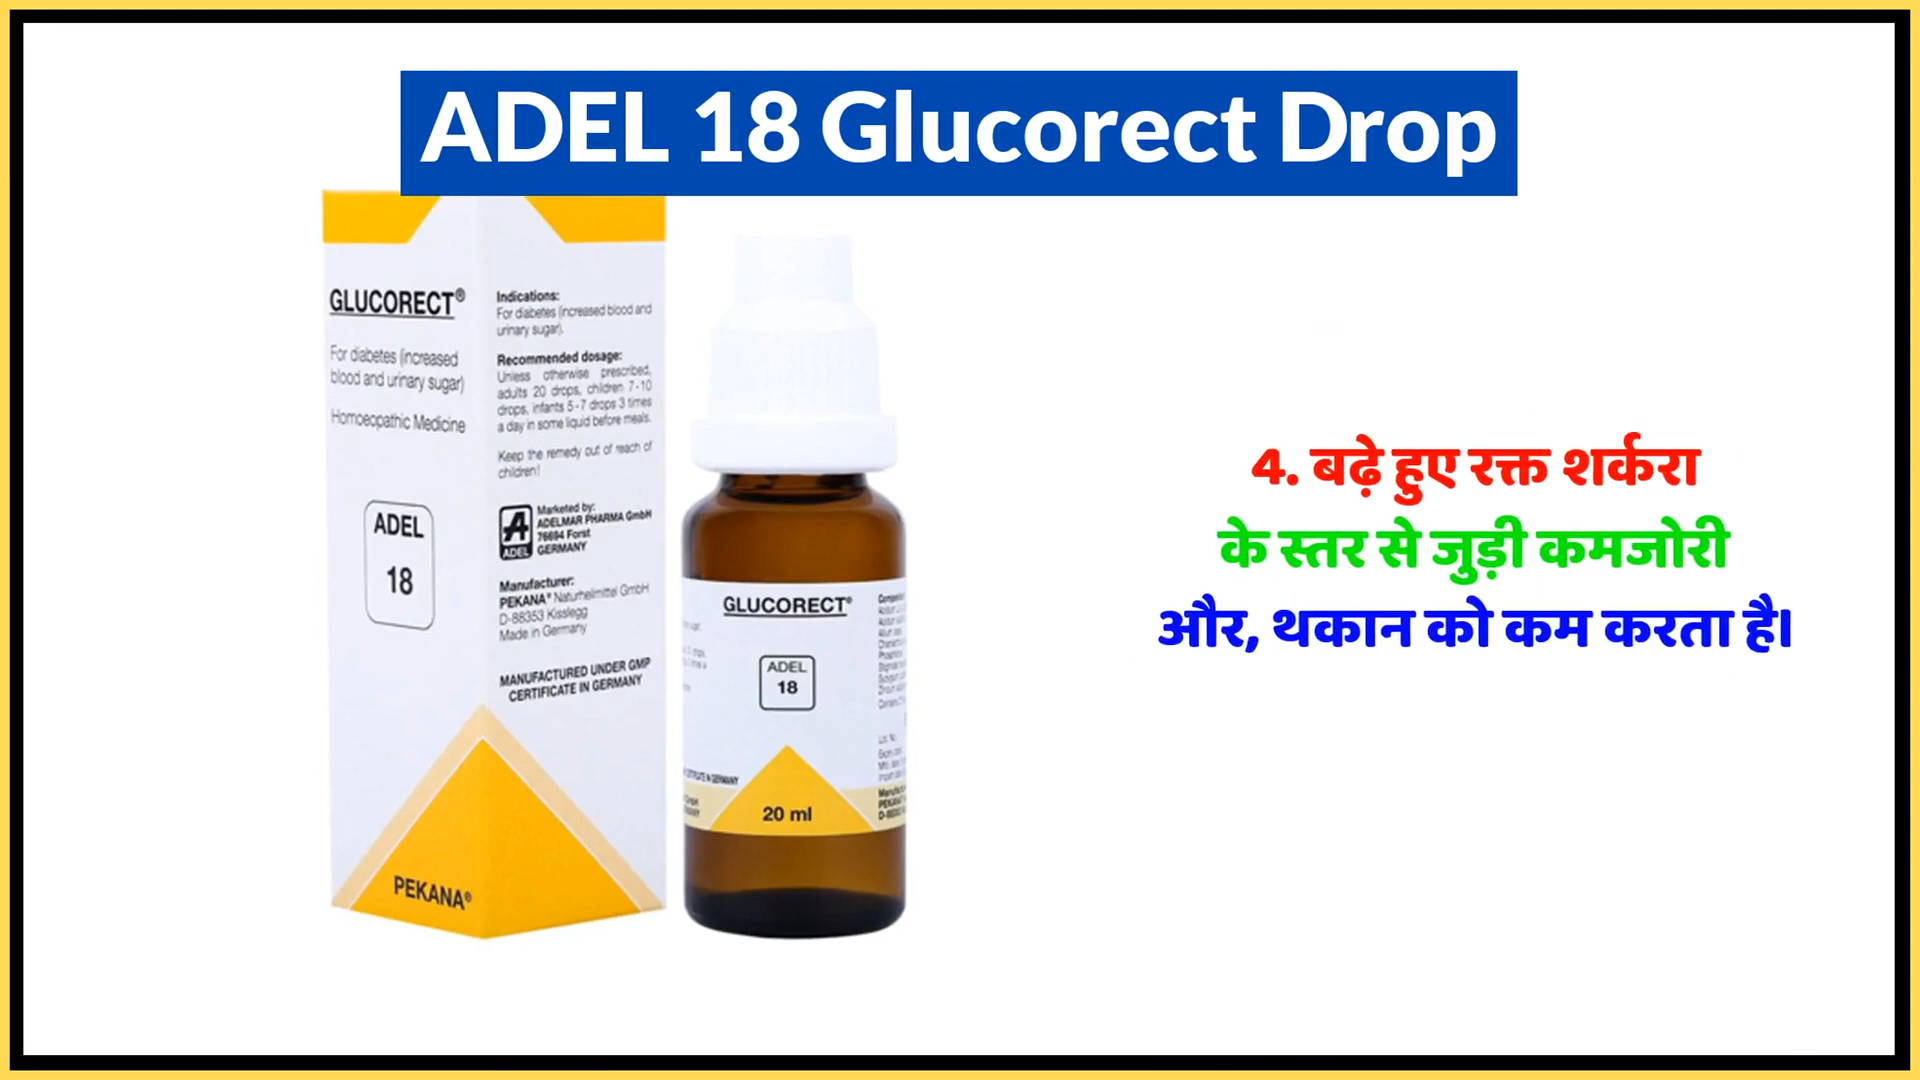 ADEL 18 Glucorect Drop
GLUCORECT®
For diabetes (increased
blood and urinary sugar)
Homoeopathic Medicine
ADEL
18
PEKANA®
Indications:
For diabetes (increased blood and
urinary sugar).
Recommended dosage:
Unless otherwise prescribed,
adults 20 drops, children 7-10
drops, infants 5-7 drops 3 times
a day in some liquid before meals.
Keep the remedy out of reach of
children!
ADEL
Marketed by:
ADELMAR PHARMA GmbH
76694 Forst
GERMANY
Manufacturer:
PEKANA® Naturheilmittel GmbH
D-88353 Kisslegg
Made in Germany
MANUFACTURED UNDER GMP
CERTIFICATE IN GERMANY
GLUCORECT®
ADEL
18
20 ml
4. बढ़े हुए रक्त शर्करा
के स्तर से जुड़ी कमजोरी
और, थकान को कम करता है।